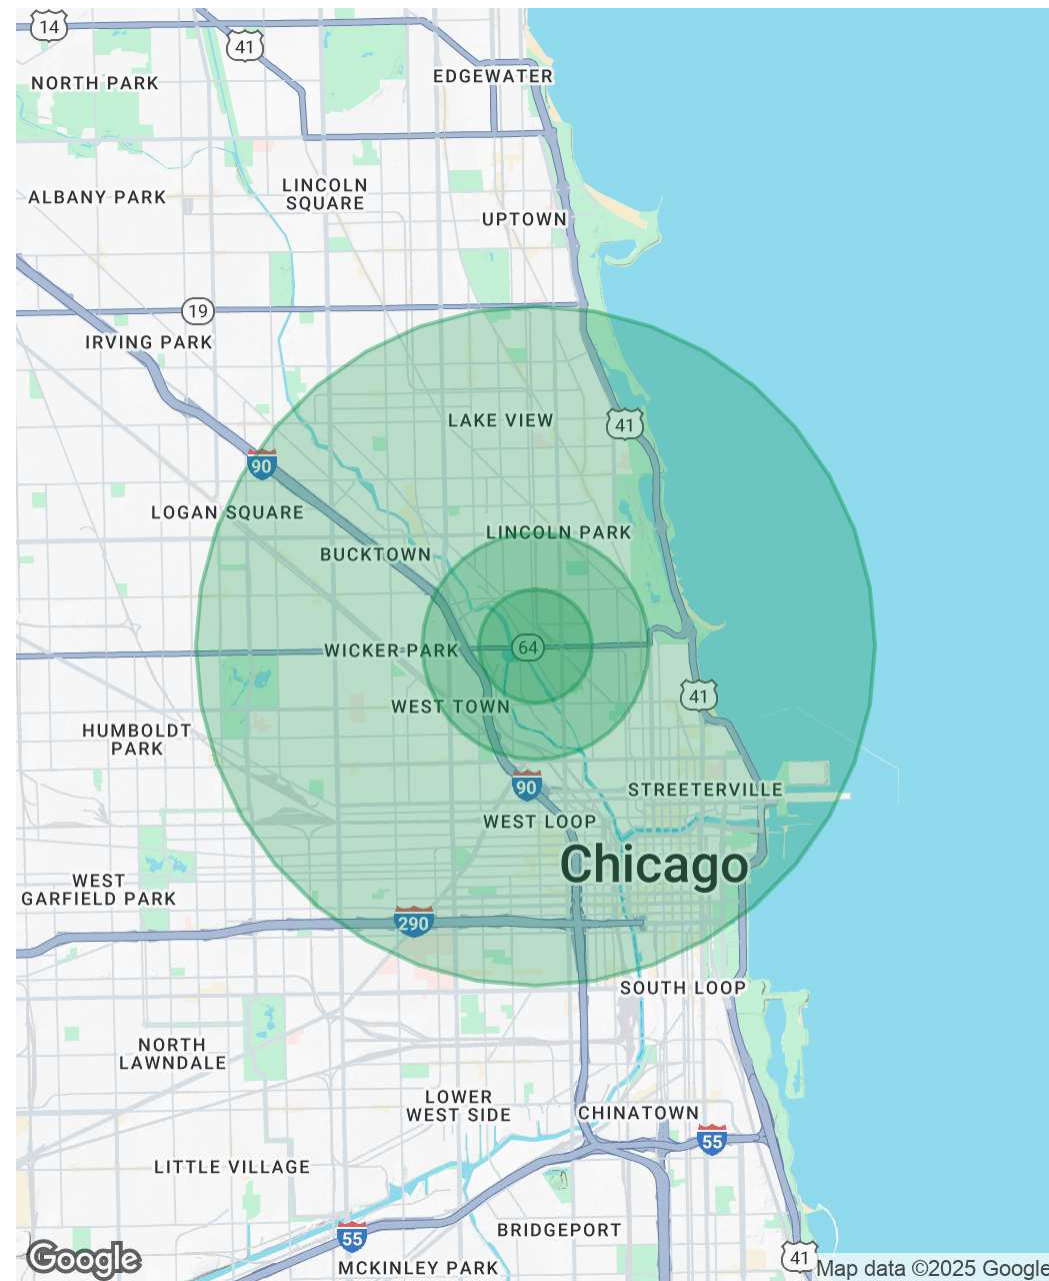 14
41
NORTH PARK
EDGEWATER
ALBANY PARK
LINCOLN
SQUARE
UPTOWN
19
IRVING PARK
LAKE VIEW
41
90
LOGAN SQUARE
LINCOLN PARK
BUCKTOWN
WICKER PARK
64
WEST TOWN
41
HUMBOLDT
PARK
90
STREETERVILLE
WEST LOOP
Chicago
WEST
GARFIELD PARK
290
SOUTH LOOP
NORTH
LAWNDALE
LOWER
WEST SIDE
CHINATOWN
55
LITTLE VILLAGE
BRIDGEPORT
55
MCKINLEY PARK
41
Google
Map data ©2025 Google